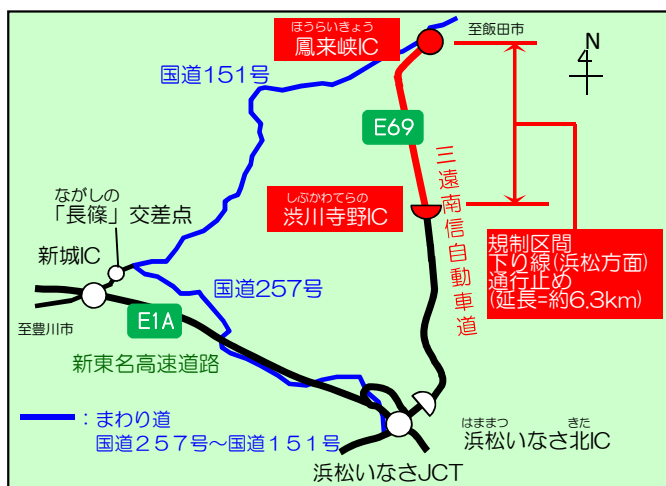 ほうらいきょう
鳳来峡IC
至飯田市
N
国道151号
E69
三遠南信自動車道
しぶかわてらの
渋川寺野IC
規制区間
下り線(浜松方面)
通行止め
(延長=約6.3km)
ながしの
「長篠」交差点
新城IC
国道257号
至豊川市
E1A
新東名高速道路
:まわり道
国道257号~国道151号
はままつ きた
浜松いなさ北IC
浜松いなさJCT